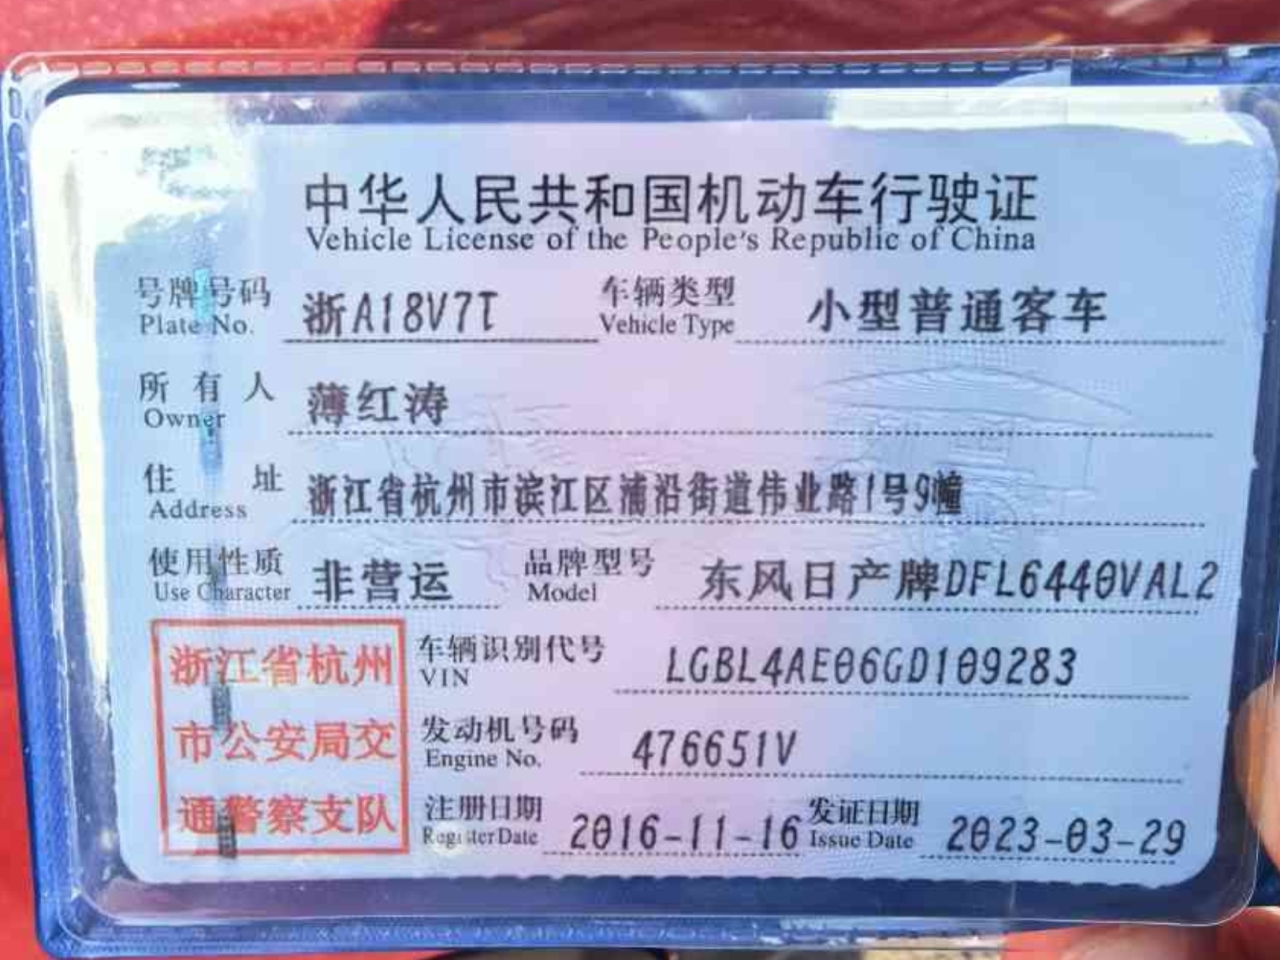 中华人民共和国机动车行驶证
Vehicle License of the People's Republic of China
号牌号码 浙A18V7T 车辆类型 小型普通客车
Plate No. Vehicle Type
所有人 薄红涛
Owner
住址 浙江省杭州市滨江区浦沿街道伟业路1号9幢
Address
使用性质 非营运 品牌型号 东风日产牌DFL6440VAL2
Use Character Model
浙江省杭州
市公安局交
通警察支队
车辆识别代号 LGBL4AE06GD109283
VIN
发动机号码 476651V
Engine No.
注册日期 2016-11-16 发证日期 2023-03-29
Register Date Issue Date